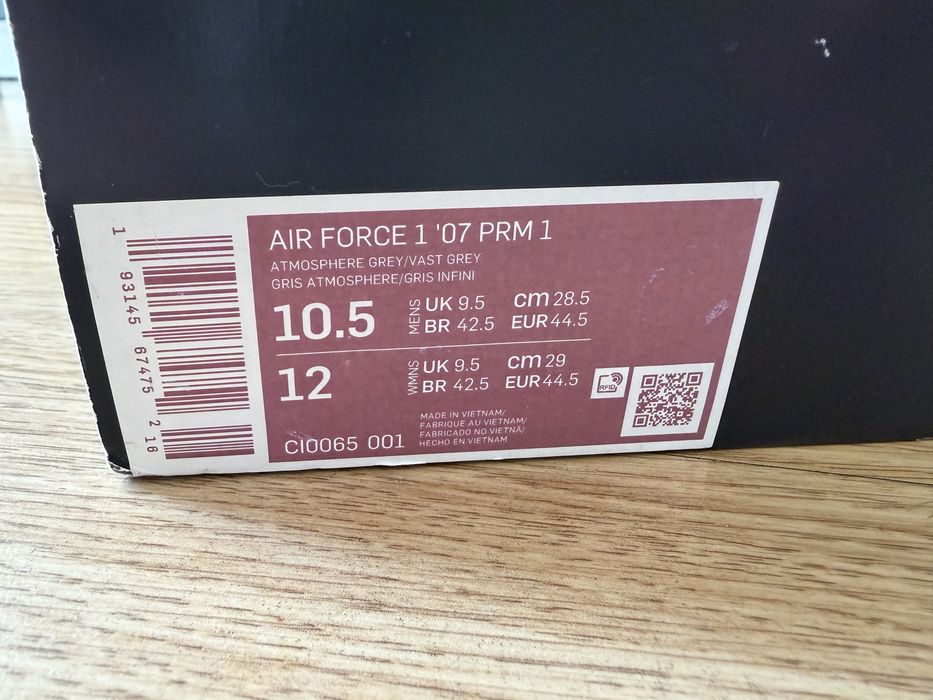 AIR FORCE 1 '07 PRM 1
ATMOSPHERE GREY/VAST GREY
GRIS ATMOSPHERE/GRIS INFINI
10.5 MENS UK 9.5 cm 28.5
BR 42.5 EUR 44.5
12 WMNS UK 9.5 cm 29
BR 42.5 EUR 44.5
RFID
MADE IN VIETNAM/
FABRIQUE AU VIETNAM/
FABRICADO NO VIETNÃ/
HECHO EN VIETNAM
CI0065 001
1 93145 67475 2 16